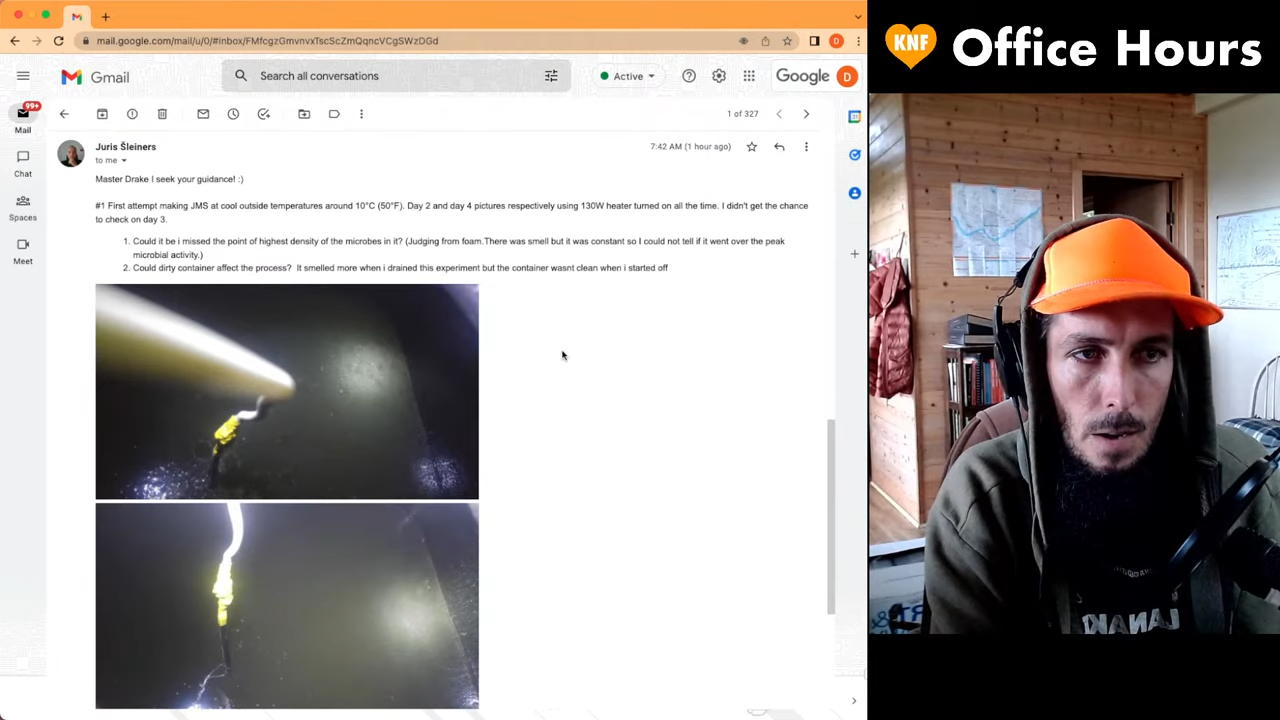 mail.google.com/mail/u/0/#inbox/FMfcgzGmvnvxTscScZmQqncVCgSWzDGd
D
KNF Office Hours
Gmail
Search all conversations
Active
Google
D
99+
Mail
Chat
Spaces
Meet
1 of 327
Juris Šleiners
7:42 AM (1 hour ago)
to me
Master Drake I seek your guidance! :)
#1 First attempt making JMS at cool outside temperatures around 10°C (50°F). Day 2 and day 4 pictures respectively using 130W heater turned on all the time. I didn't get the chance
to check on day 3.
1. Could it be i missed the point of highest density of the microbes in it? (Judging from foam.There was smell but it was constant so I could not tell if it went over the peak
microbial activity.)
2. Could dirty container affect the process? It smelled more when i drained this experiment but the container wasnt clean when i started off